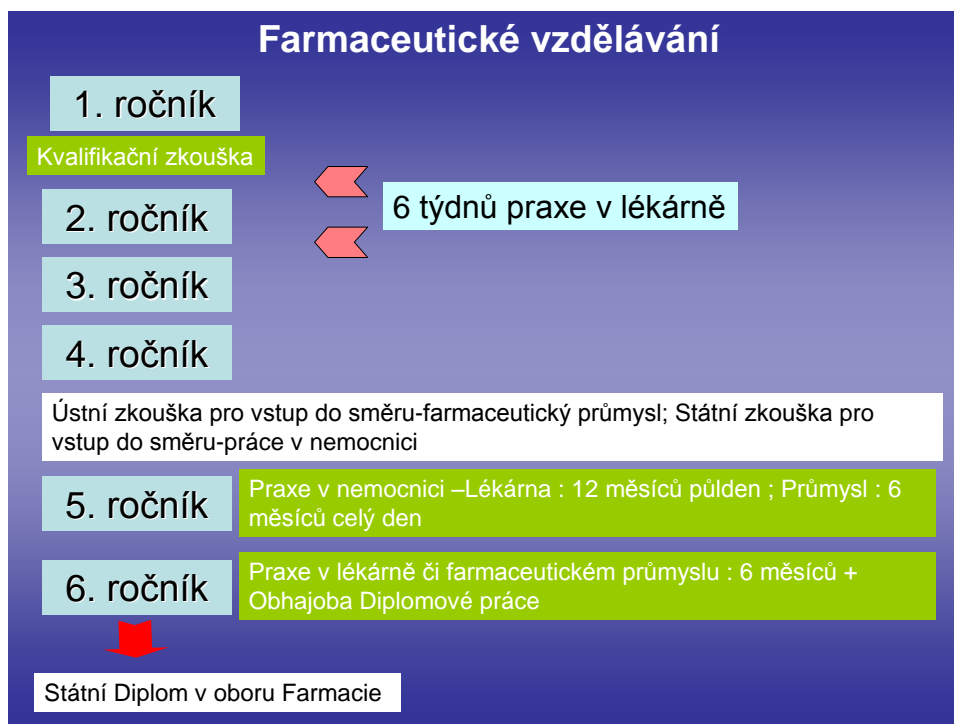 Farmaceutické vzdělávání
1. ročník
Kvalifikační zkouška
6 týdnů praxe v lékárně
2. ročník
3. ročník
4. ročník
Ústní zkouška pro vstup do směru-farmaceutický průmysl; Státní zkouška pro
vstup do směru-práce v nemocnici
5. ročník
Praxe v nemocnici –Lékárna : 12 měsíců půlden ; Průmysl : 6
měsíců celý den
6. ročník
Praxe v lékárně či farmaceutickém průmyslu : 6 měsíců +
Obhajoba Diplomové práce
Státní Diplom v oboru Farmacie